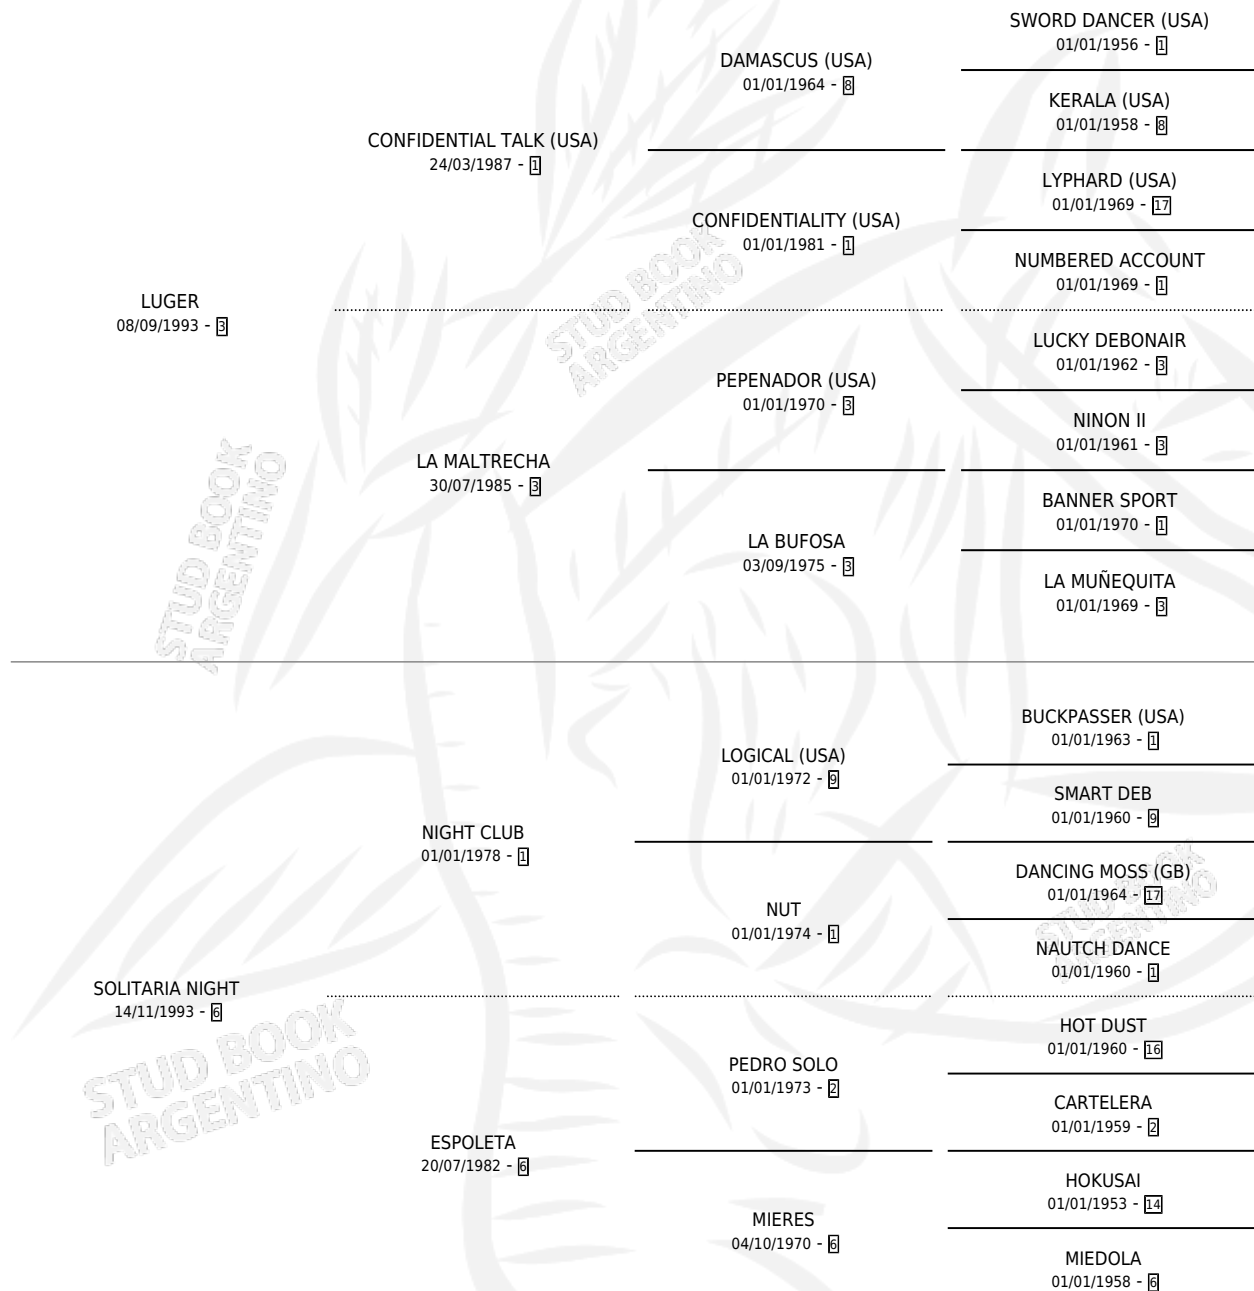 SWORD DANCER (USA)
01/01/1956 - 1
DAMASCUS (USA)
01/01/1964 - 8
KERALA (USA)
01/01/1958 - 8
CONFIDENTIAL TALK (USA)
24/03/1987 - 1
LYPHARD (USA)
01/01/1969 - 17
CONFIDENTIALITY (USA)
01/01/1981 - 1
NUMBERED ACCOUNT
01/01/1969 - 1
LUGER
08/09/1993 - 3
LUCKY DEBONAIR
01/01/1962 - 3
PEPENADOR (USA)
01/01/1970 - 3
NINON II
01/01/1961 - 3
LA MALTRECHA
30/07/1985 - 3
BANNER SPORT
01/01/1970 - 1
LA BUFOSA
03/09/1975 - 3
LA MUÑEQUITA
01/01/1969 - 3
STUD BOOK
ARGENTINO
STUD BOOK
ARGENTINO
BUCKPASSER (USA)
01/01/1963 - 1
LOGICAL (USA)
01/01/1972 - 9
SMART DEB
01/01/1960 - 9
NIGHT CLUB
01/01/1978 - 1
DANCING MOSS (GB)
01/01/1964 - 17
NUT
01/01/1974 - 1
NAUTCH DANCE
01/01/1960 - 1
STUD BOOK
ARGENTINO
SOLITARIA NIGHT
14/11/1993 - 6
HOT DUST
01/01/1960 - 16
PEDRO SOLO
01/01/1973 - 2
CARTELERA
01/01/1959 - 2
STUD BOOK
ARGENTINO
ESPOLETA
20/07/1982 - 6
HOKUSAI
01/01/1953 - 14
MIERES
04/10/1970 - 6
MIEDOLA
01/01/1958 - 6